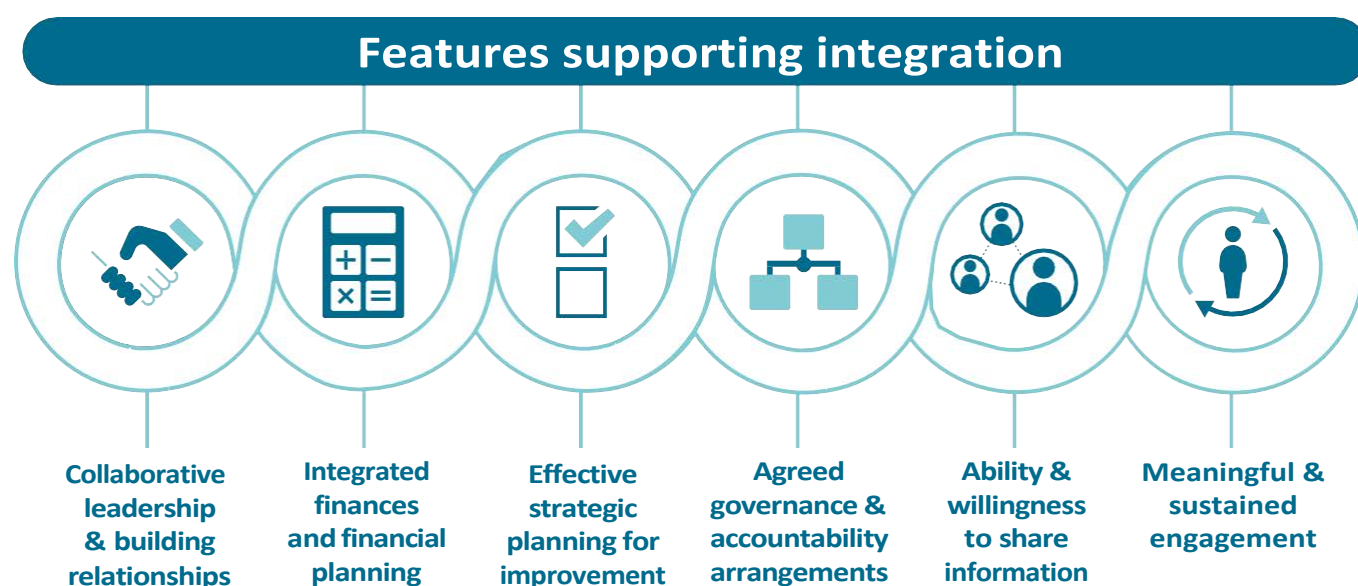 Features supporting integration
Collaborative
leadership
& building
relationships
Integrated
finances
and financial
planning
Effective
strategic
planning for
improvement
Agreed
governance &
accountability
arrangements
Ability &
willingness
to share
information
Meaningful &
sustained
engagement